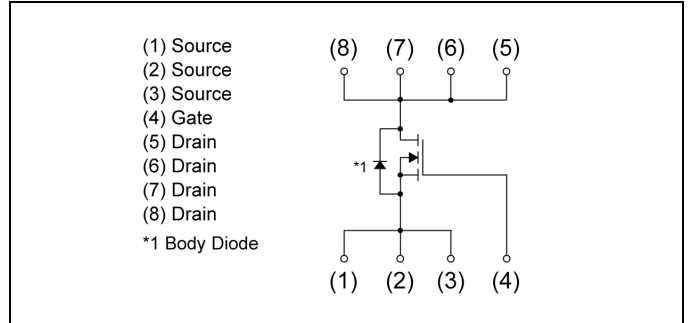 (1) Source
(2) Source
(3) Source
(4) Gate
(5) Drain
(6) Drain
(7) Drain
(8) Drain
*1 Body Diode
(8) (7) (6) (5)
*1
(1) (2) (3) (4)